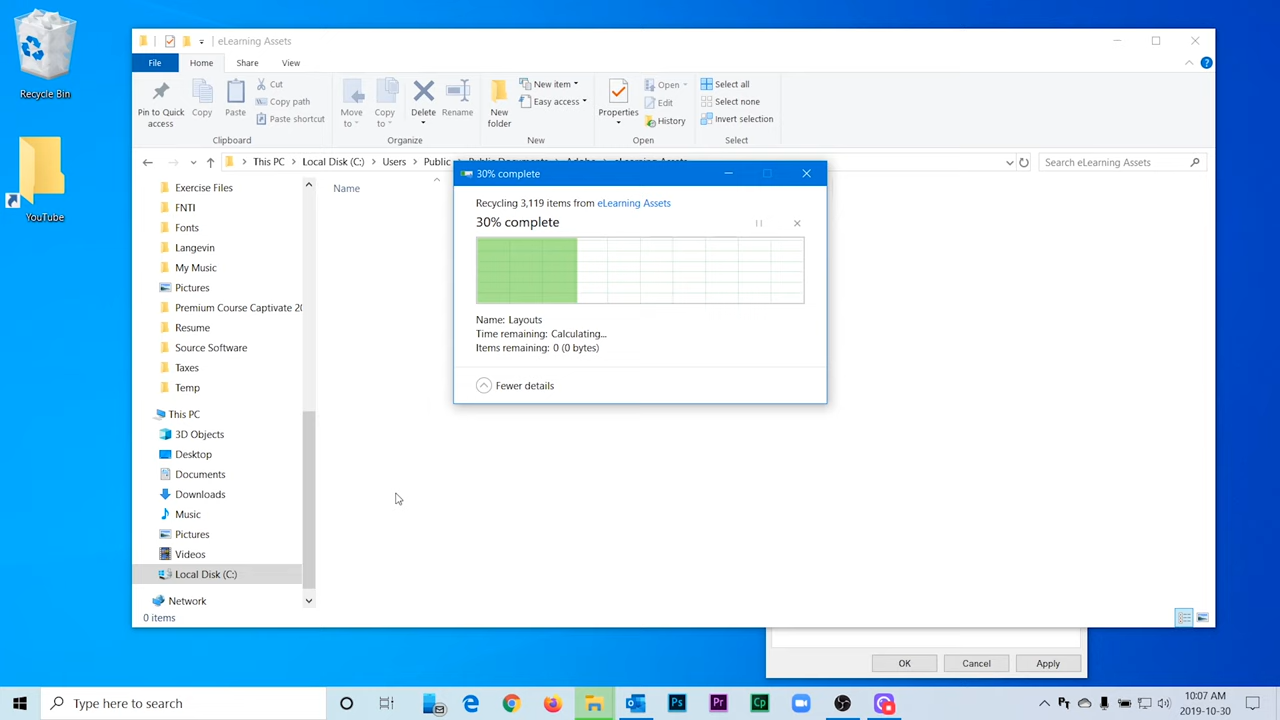 Recycle Bin
YouTube
eLearning Assets
File
Home
Share
View
Pin to Quick access
Copy
Paste
Cut
Copy path
Paste shortcut
Clipboard
Move to
Copy to
Delete
Rename
Organize
New folder
New item
Easy access
New
Properties
Open
Edit
History
Open
Select all
Select none
Invert selection
Select
This PC
Local Disk (C:)
Users
Public
Search eLearning Assets
Exercise Files
FNTI
Fonts
Langevin
My Music
Pictures
Premium Course Captivate 20
Resume
Source Software
Taxes
Temp
This PC
3D Objects
Desktop
Documents
Downloads
Music
Pictures
Videos
Local Disk (C:)
Network
0 items
Name
30% complete
Recycling 3,119 items from eLearning Assets
30% complete
Name: Layouts
Time remaining: Calculating...
Items remaining: 0 (0 bytes)
Fewer details
OK
Cancel
Apply
Type here to search
Ps
Pr
Cp
10:07 AM
2019-10-30